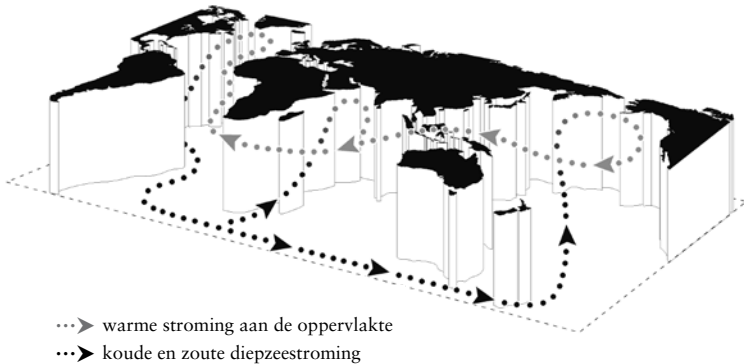 warme stroming aan de oppervlakte
koude en zoute diepzeestroming